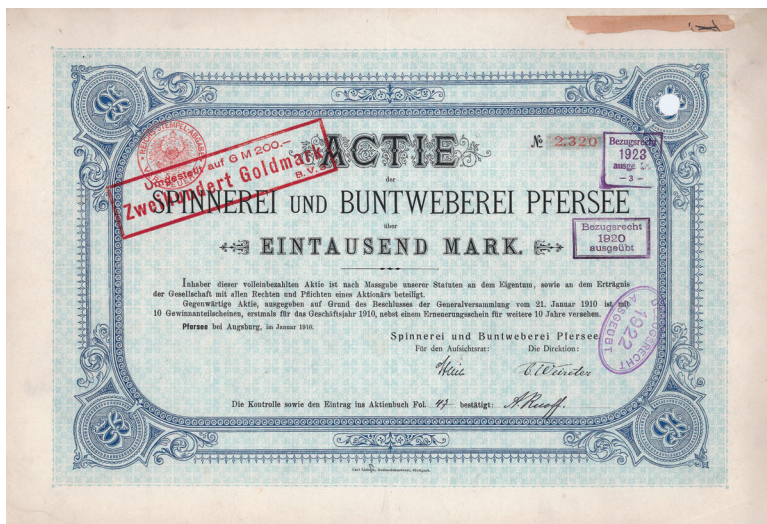 ACTIE
№ 2.320
der
SPINNEREI UND BUNTWEBEREI PFERSEE
über
EINTAUSEND MARK.
Inhaber dieser volleinbezahlten Aktie ist nach Massgabe unserer Statuten an dem Eigentum, sowie an dem Erträgnis
der Gesellschaft mit allen Rechten und Pflichten eines Aktionärs beteiligt.
Gegenwärtige Aktie, ausgegeben auf Grund des Beschlusses der Generalversammlung vom 21. Januar 1910 ist mit
10 Gewinnanteilscheinen, erstmals für das Geschäftsjahr 1910, nebst einem Erneuerungsschein für weitere 10 Jahre versehen.
Pfersee bei Augsburg, im Januar 1910.
Spinnerei und Buntweberei Pfersee
Für den Aufsichtsrat: Die Direktion:
Die Kontrolle sowie den Eintrag ins Aktienbuch Fol. 47 bestätigt:
Umgestellt auf G M 200.–
Zweihundert Goldmark
B. V. S.
Bezugsrecht
1923
ausge
– 3 –
Bezugsrecht
1920
ausgeübt
BEZUGSRECHT
1922
AUSGEÜBT